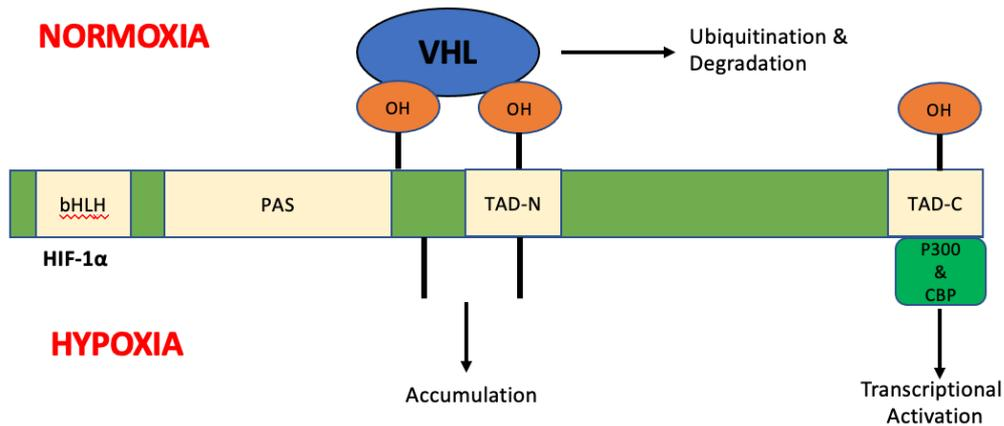 NORMOXIA
VHL
Ubiquitination &
Degradation
OH
OH
OH
bHLH
PAS
TAD-N
TAD-C
HIF-1α
P300
&
CBP
HYPOXIA
Accumulation
Transcriptional
Activation